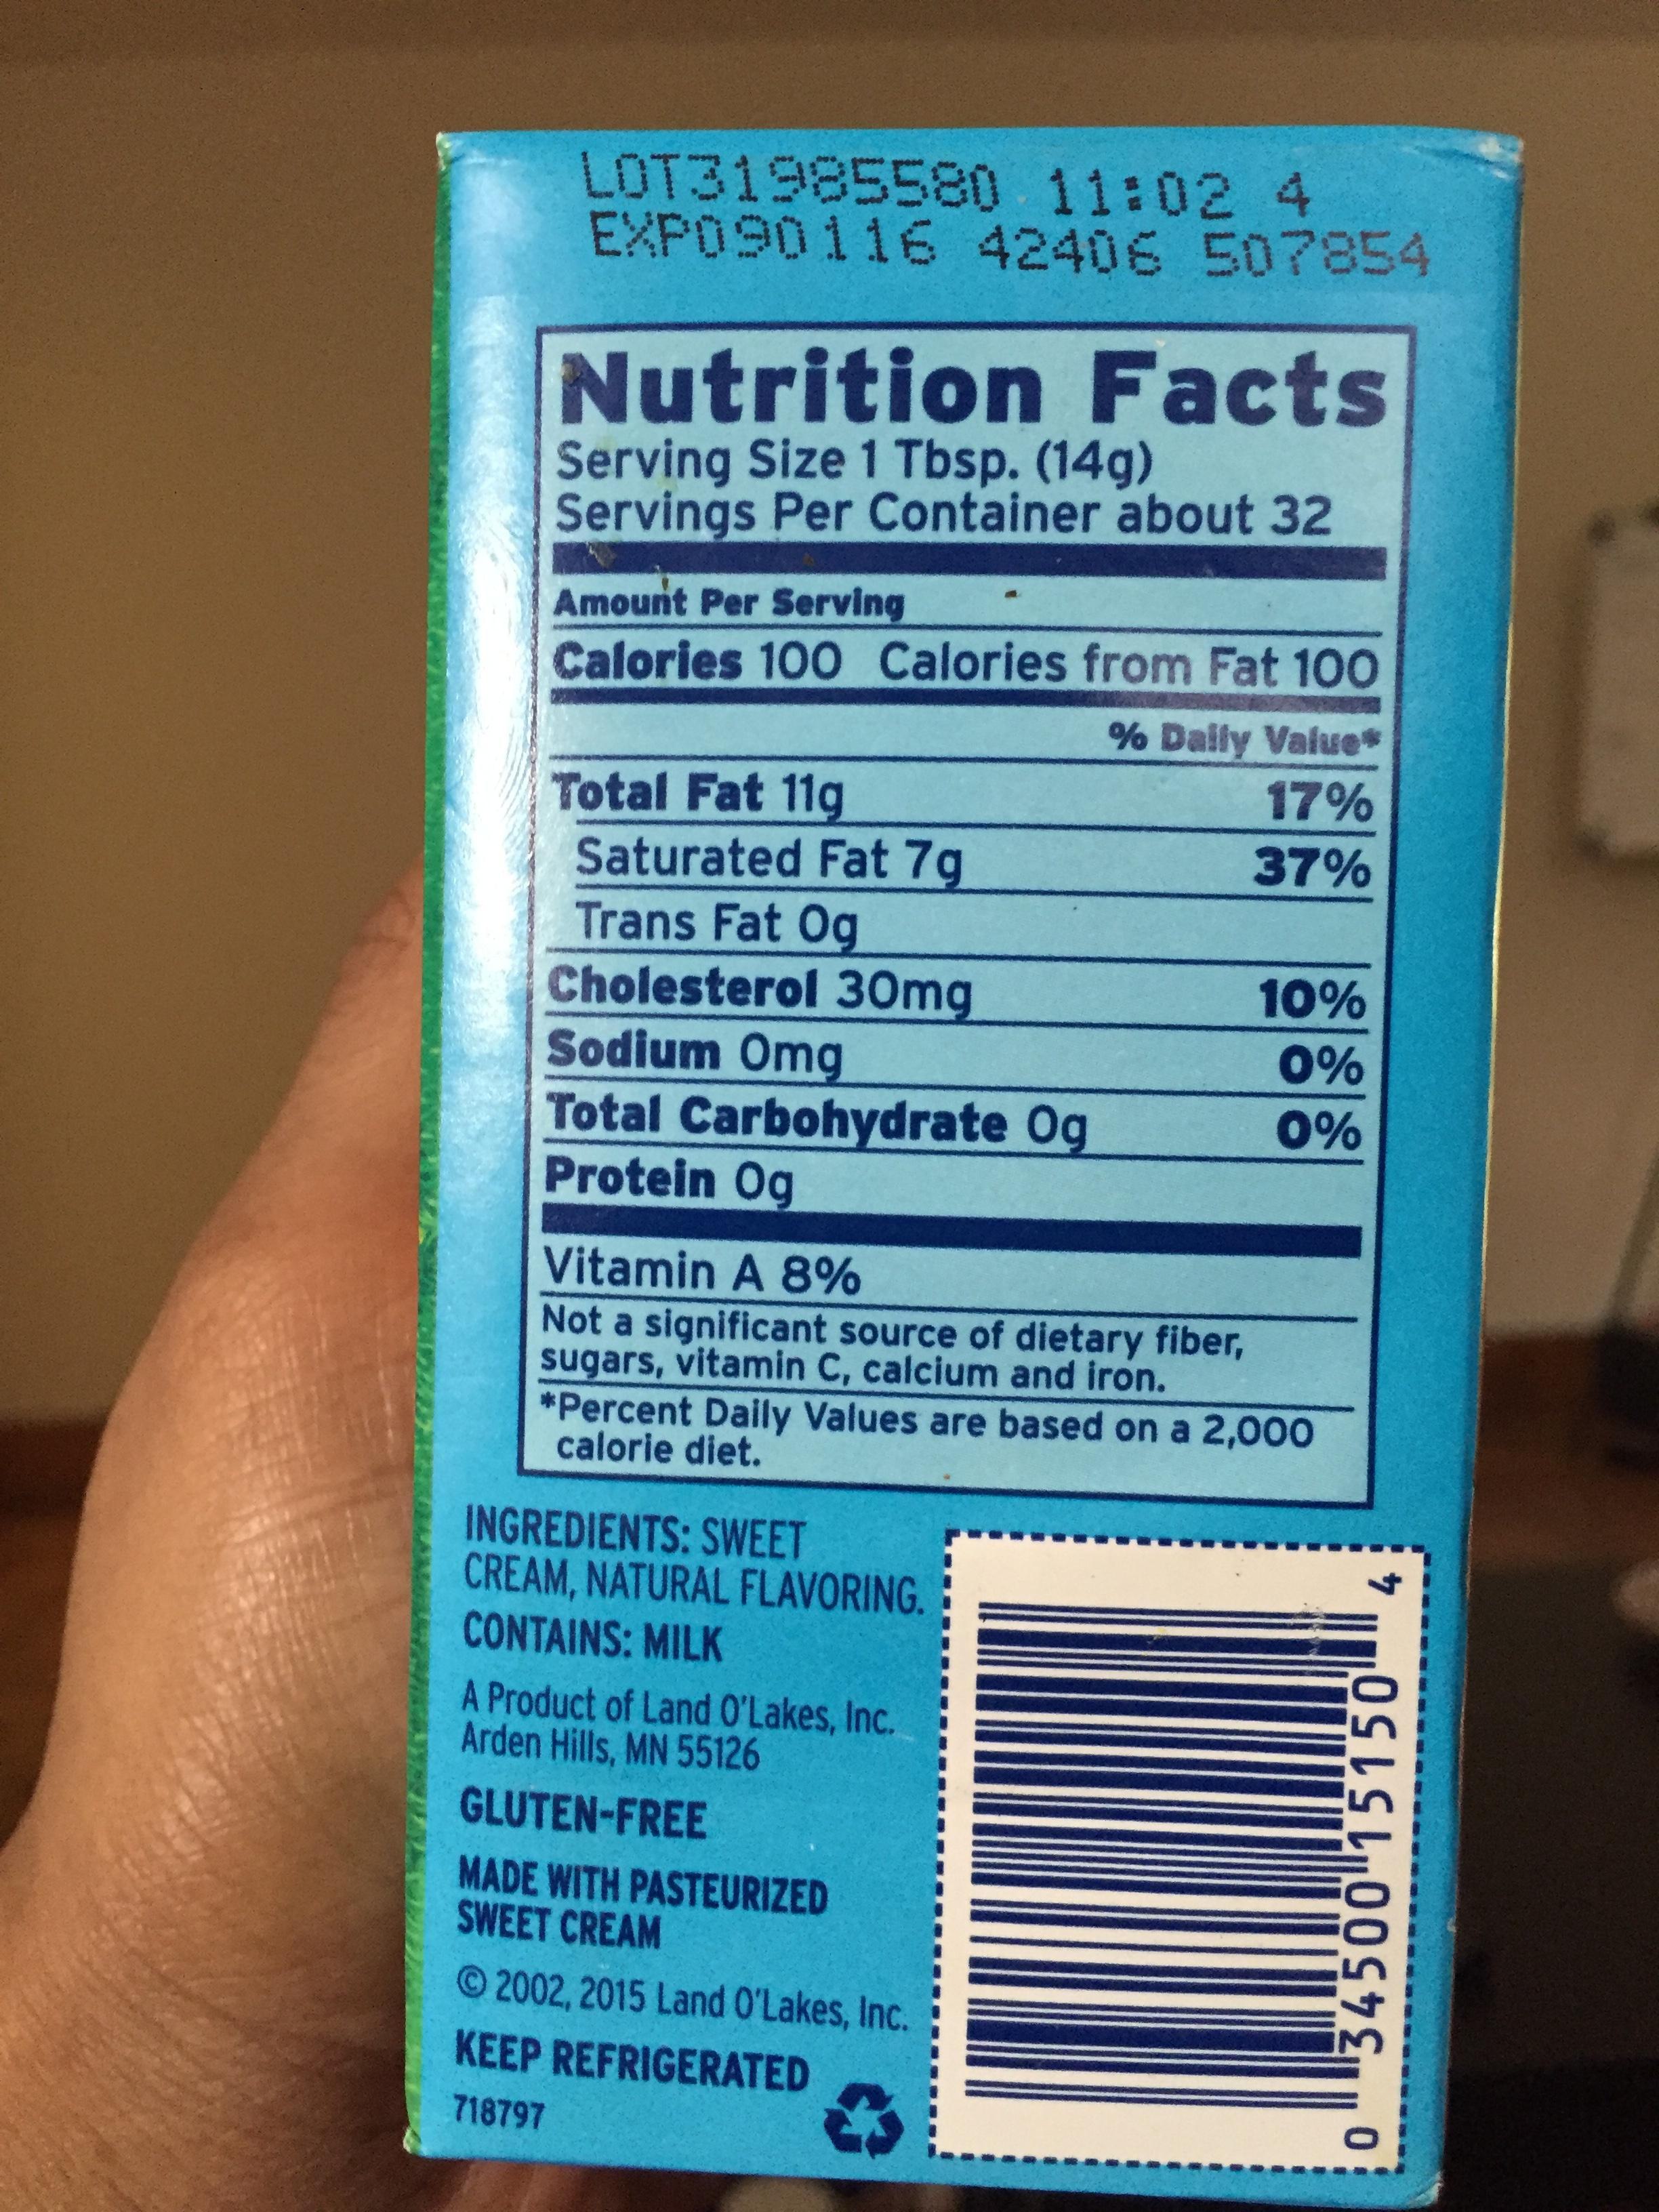 LOT31985580 11:02 4
EXP090116 42406 507854
Nutrition Facts
Serving Size 1 Tbsp. (14g)
Servings Per Container about 32
Amount Per Serving
Calories 100 Calories from Fat 100
% Daily Value*
Total Fat 11g 17%
Saturated Fat 7g 37%
Trans Fat 0g
Cholesterol 30mg 10%
Sodium 0mg 0%
Total Carbohydrate 0g 0%
Protein 0g
Vitamin A 8%
Not a significant source of dietary fiber,
sugars, vitamin C, calcium and iron.
*Percent Daily Values are based on a 2,000
calorie diet.
INGREDIENTS: SWEET
CREAM, NATURAL FLAVORING.
CONTAINS: MILK
A Product of Land O'Lakes, Inc.
Arden Hills, MN 55126
GLUTEN-FREE
MADE WITH PASTEURIZED
SWEET CREAM
© 2002, 2015 Land O'Lakes, Inc.
KEEP REFRIGERATED
718797
0 34500 15150 4